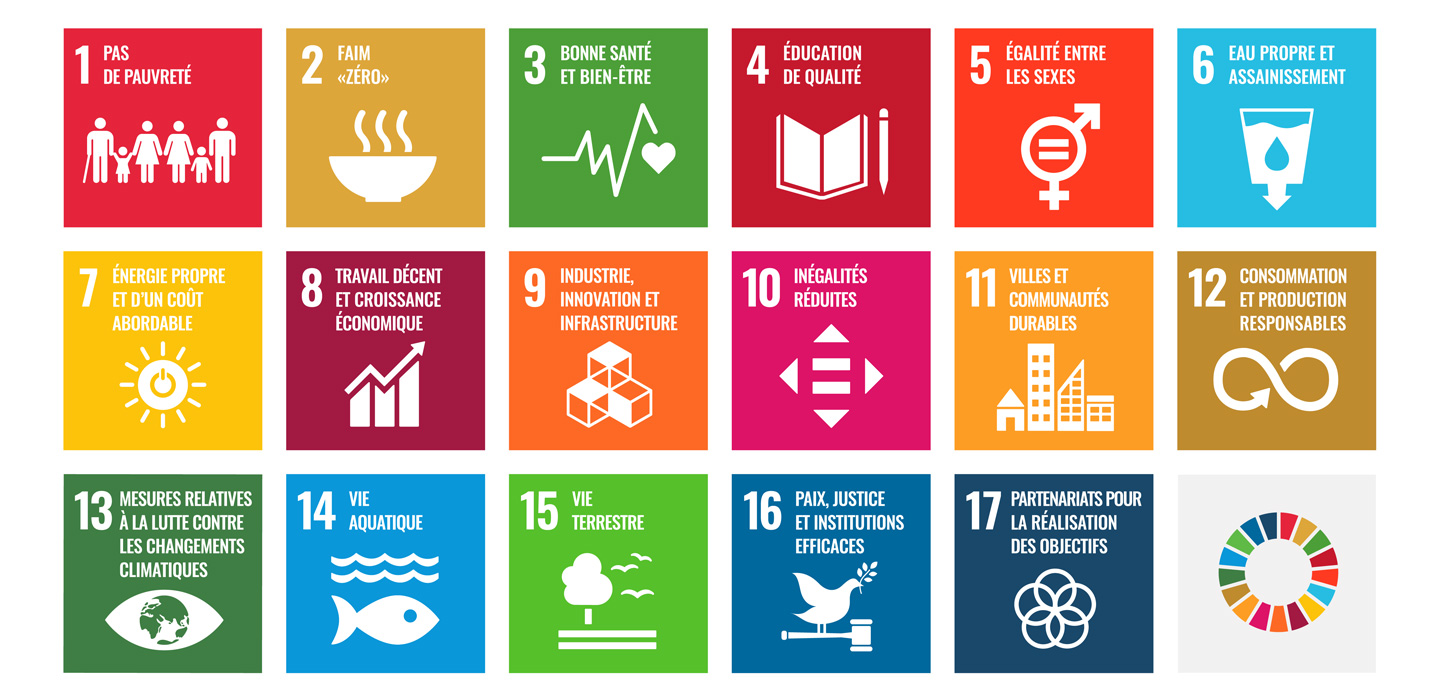 1 PAS
DE PAUVRETÉ
2 FAIM
«ZÉRO»
3 BONNE SANTÉ
ET BIEN-ÊTRE
4 ÉDUCATION
DE QUALITÉ
5 ÉGALITÉ ENTRE
LES SEXES
6 EAU PROPRE ET
ASSAINISSEMENT
7 ÉNERGIE PROPRE
ET D'UN COÛT
ABORDABLE
8 TRAVAIL DÉCENT
ET CROISSANCE
ÉCONOMIQUE
9 INDUSTRIE,
INNOVATION ET
INFRASTRUCTURE
10 INÉGALITÉS
RÉDUITES
11 VILLES ET
COMMUNAUTÉS
DURABLES
12 CONSOMMATION
ET PRODUCTION
RESPONSABLES
13 MESURES RELATIVES
À LA LUTTE CONTRE
LES CHANGEMENTS
CLIMATIQUES
14 VIE
AQUATIQUE
15 VIE
TERRESTRE
16 PAIX, JUSTICE
ET INSTITUTIONS
EFFICACES
17 PARTENARIATS POUR
LA RÉALISATION
DES OBJECTIFS